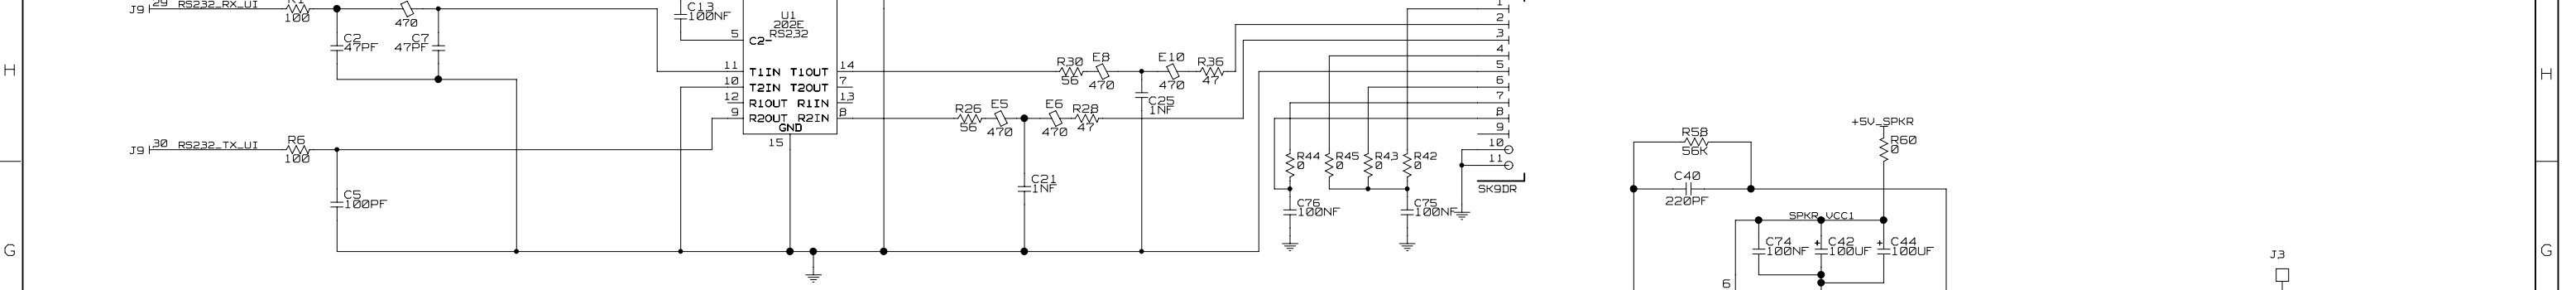 J9 29 RS232_RX_UI
100
470
C2
47PF
C7
47PF
C13
100NF
U1
202E
RS232
5 C2-
11 T1IN T1OUT 14
10 T2IN T2OUT 7
12 R1OUT R1IN 13
9 R2OUT R2IN 8
GND
15
J9 30 RS232_TX_UI
R6
100
C5
100PF
R30
56
E8
470
E10
470
R36
47
C25
1NF
R26
56
E5
470
E6
470
R28
47
C21
1NF
1
2
3
4
5
6
7
8
9
10
11
SK9DR
R44
0
R45
0
R43
0
R42
0
C76
100NF
C75
100NF
R58
56K
C40
220PF
+5V_SPKR
R60
0
SPKR_VCC1
C74
100NF
+ C42
100UF
+ C44
100UF
6
J3
H
G
H
G